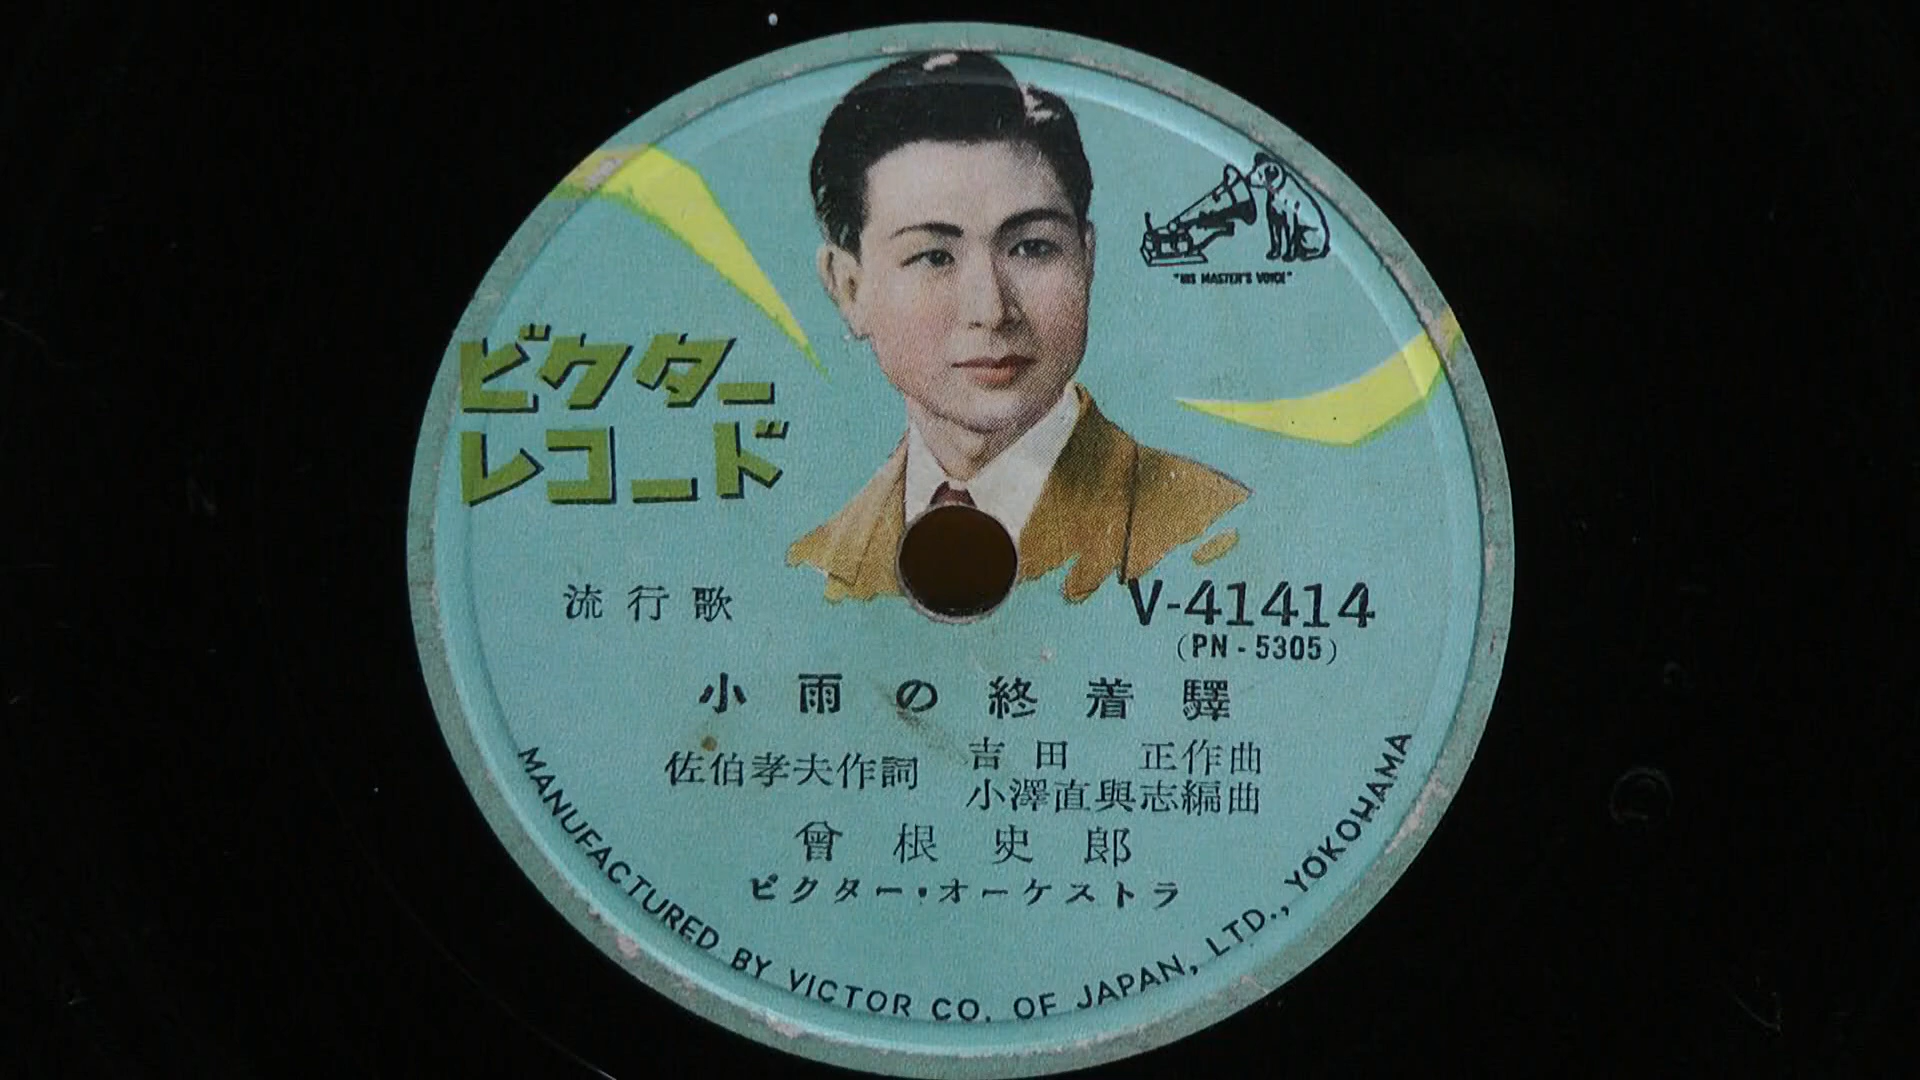 "HIS MASTER'S VOICE"
ビクター
レコード
流行歌
V-41414
(PN-5305)
小雨の終着驛
佐伯孝夫作詞
吉田 正作曲
小澤直與志編曲
曾根史郎
ビクター・オーケストラ
MANUFACTURED BY VICTOR CO. OF JAPAN, LTD., YOKOHAMA